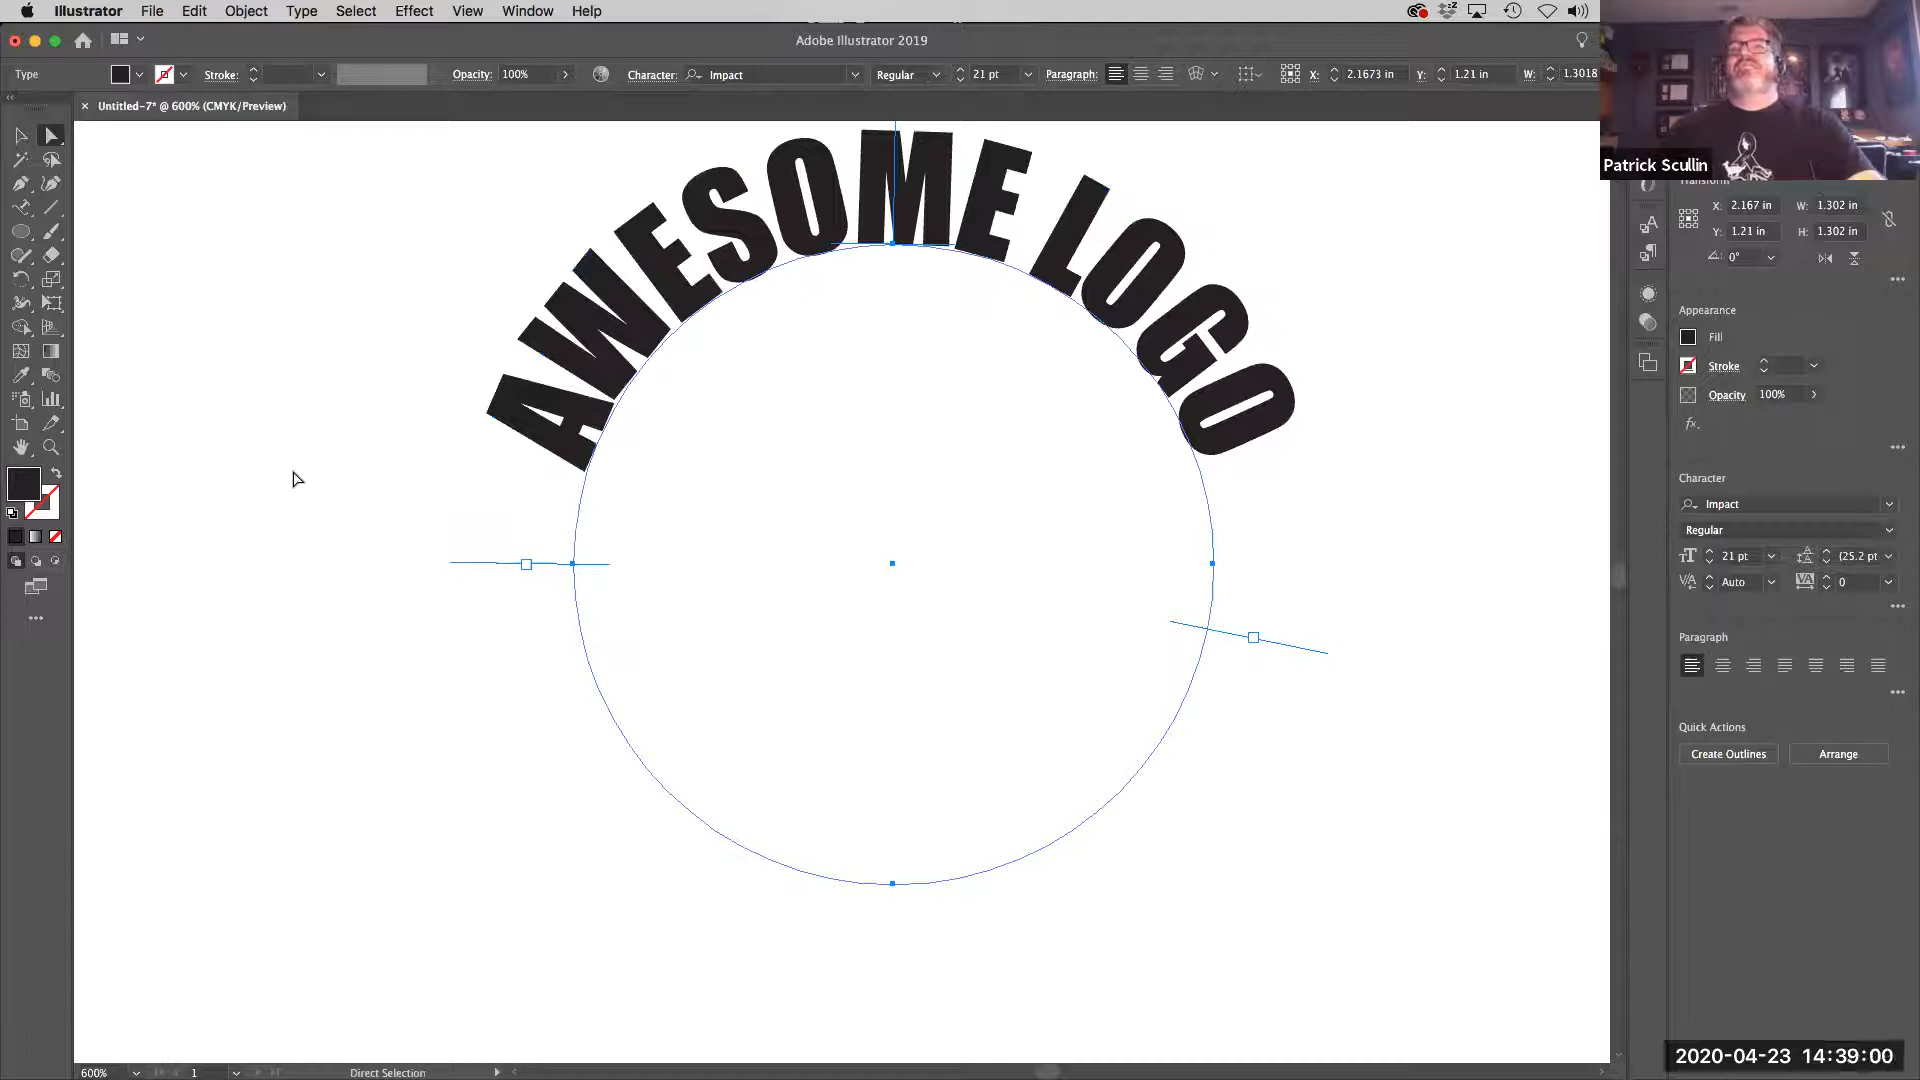 Illustrator File Edit Object Type Select Effect View Window Help
Adobe Illustrator 2019
Type Stroke: Opacity: 100% Character: Impact Regular 21 pt Paragraph: X: 2.1673 in Y: 1.21 in W: 1.3018
× Untitled-7* @ 600% (CMYK/Preview)
AWESOME LOGO
Patrick Scullin
Transform
X: 2.167 in W: 1.302 in
Y: 1.21 in H: 1.302 in
0°
Appearance
Fill
Stroke
Opacity 100%
fx.
Character
Impact
Regular
21 pt (25.2 pt
Auto 0
Paragraph
Quick Actions
Create Outlines Arrange
2020-04-23 14:39:00
600% 1 Direct Selection